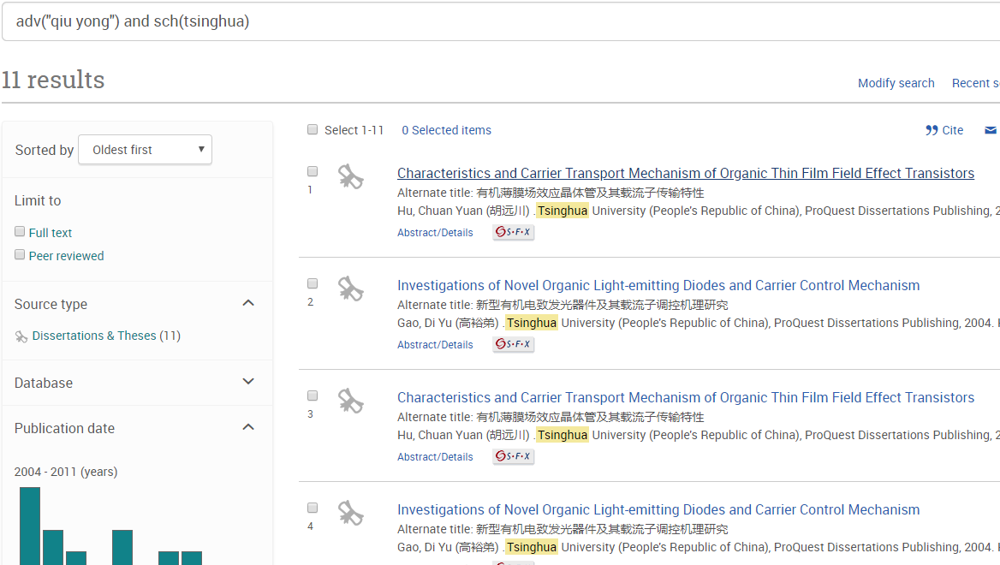 adv("qiu yong") and sch(tsinghua)
11 results
Modify search Recent
Sorted by Oldest first
Select 1-11 0 Selected items
Cite
Limit to
Full text
Peer reviewed
Source type
Dissertations & Theses (11)
Database
Publication date
2004 - 2011 (years)
1
Characteristics and Carrier Transport Mechanism of Organic Thin Film Field Effect Transistors
Alternate title: 有机薄膜场效应晶体管及其载流子传输特性
Hu, Chuan Yuan (胡远川) . Tsinghua University (People's Republic of China), ProQuest Dissertations Publishing, 2
Abstract/Details S·F·X
2
Investigations of Novel Organic Light-emitting Diodes and Carrier Control Mechanism
Alternate title: 新型有机电致发光器件及其载流子调控机理研究
Gao, Di Yu (高裕弟) . Tsinghua University (People's Republic of China), ProQuest Dissertations Publishing, 2004.
Abstract/Details S·F·X
3
Characteristics and Carrier Transport Mechanism of Organic Thin Film Field Effect Transistors
Alternate title: 有机薄膜场效应晶体管及其载流子传输特性
Hu, Chuan Yuan (胡远川) . Tsinghua University (People's Republic of China), ProQuest Dissertations Publishing, 2
Abstract/Details S·F·X
4
Investigations of Novel Organic Light-emitting Diodes and Carrier Control Mechanism
Alternate title: 新型有机电致发光器件及其载流子调控机理研究
Gao, Di Yu (高裕弟) . Tsinghua University (People's Republic of China), ProQuest Dissertations Publishing, 2004.